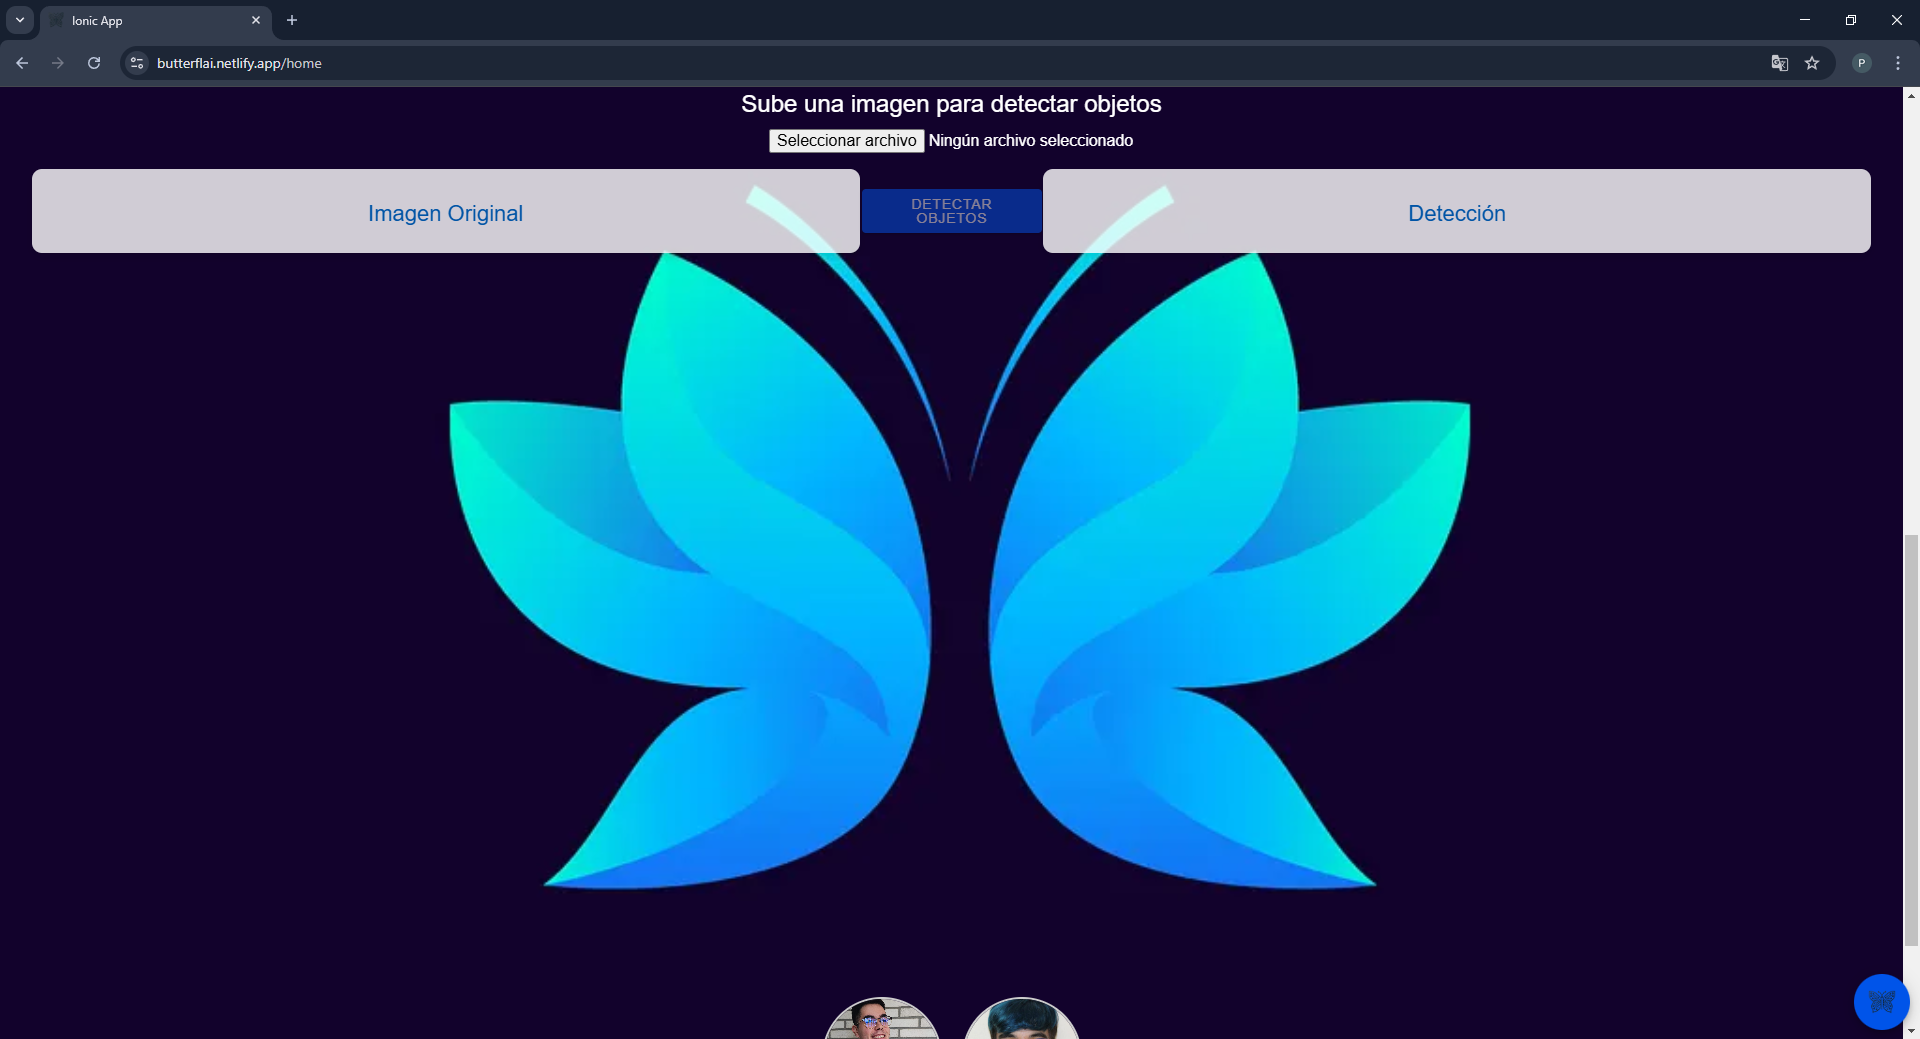 Ionic App
butterflai.netlify.app/home
P
Sube una imagen para detectar objetos
Seleccionar archivo Ningún archivo seleccionado
Imagen Original
DETECTAR
OBJETOS
Detección